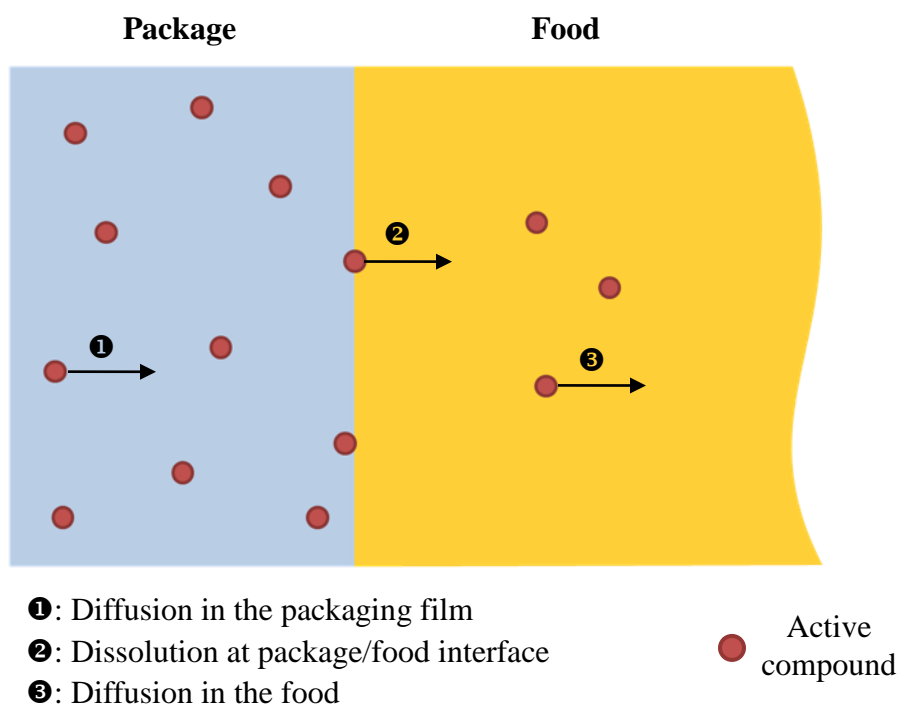 Package
Food
❷
❶
❸
❶: Diffusion in the packaging film
❷: Dissolution at package/food interface
❸: Diffusion in the food
Active
compound